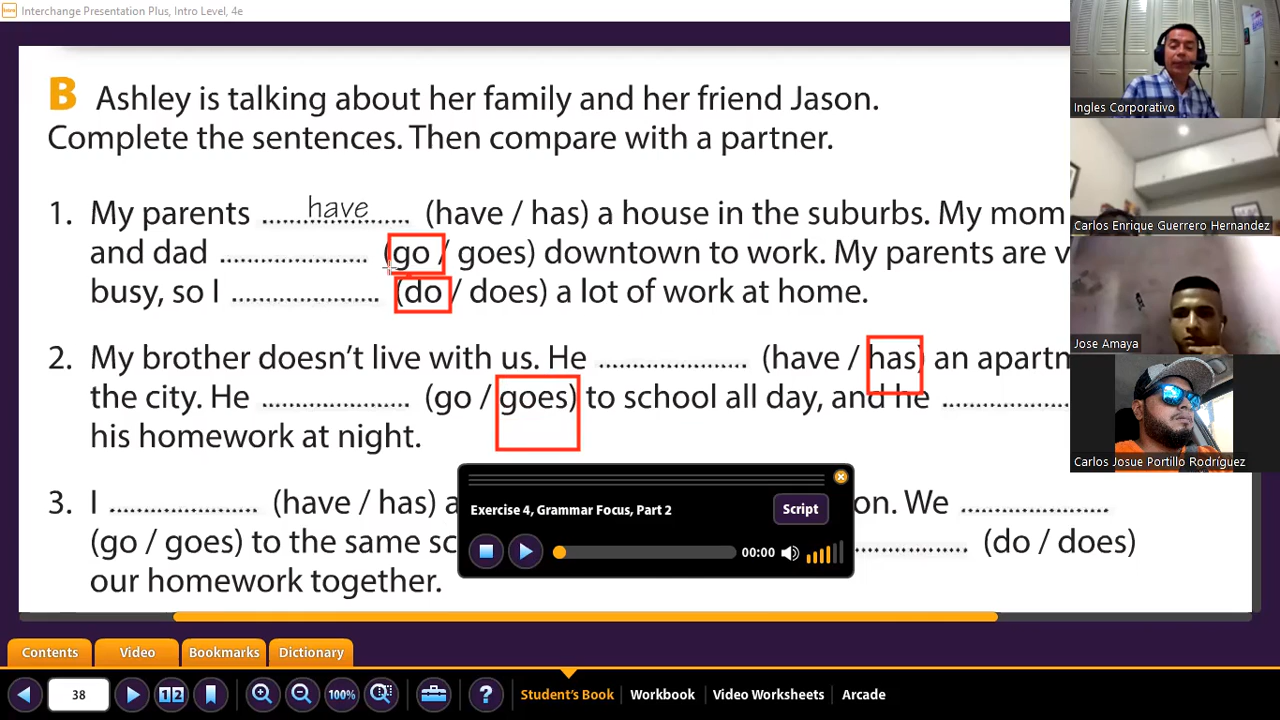 Interchange Presentation Plus, Intro Level, 4e
B Ashley is talking about her family and her friend Jason.
Complete the sentences. Then compare with a partner.
1. My parents have (have / has) a house in the suburbs. My mom
and dad .................... (go / goes) downtown to work. My parents are v
busy, so I .................... (do / does) a lot of work at home.
2. My brother doesn't live with us. He .................... (have / has) an apartm
the city. He .................... (go / goes) to school all day, and he ....................
his homework at night.
3. I .................... (have / has) a on. We ....................
(go / goes) to the same sc .................... (do / does)
our homework together.
Exercise 4, Grammar Focus, Part 2
Script
00:00
Ingles Corporativo
Carlos Enrique Guerrero Hernandez
Jose Amaya
Carlos Josue Portillo Rodríguez
Contents Video Bookmarks Dictionary
38 12 100% ? Student's Book Workbook Video Worksheets Arcade